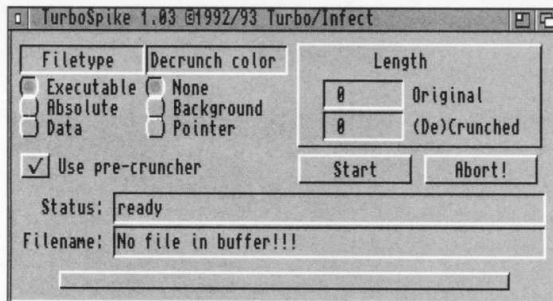 TurboSpike 1.03 ©1992/93 Turbo/Infect
Filetype
Decrunch color
Length
Executable
None
Absolute
Background
Data
Pointer
0 Original
0 (De)Crunched
Use pre-cruncher
Start
Abort!
Status: ready
Filename: No file in buffer!!!